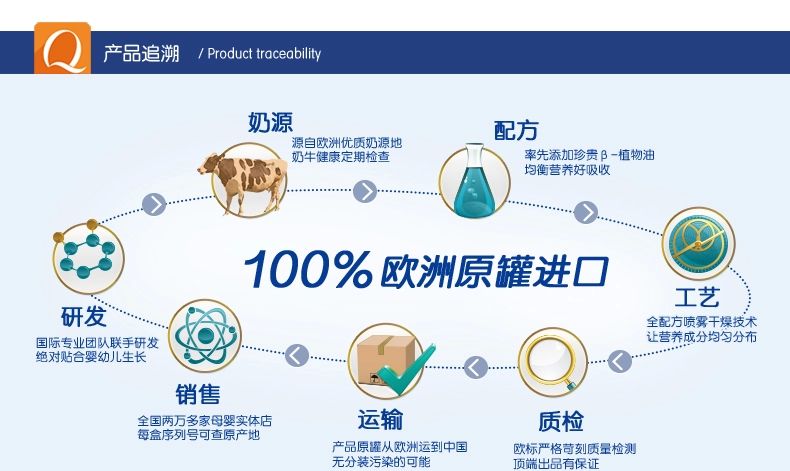 Q 产品追溯 / Product traceability
奶源
源自欧洲优质奶源地
奶牛健康定期检查
配方
率先添加珍贵β-植物油
均衡营养好吸收
100%欧洲原罐进口
研发
国际专业团队联手研发
绝对贴合婴幼儿生长
工艺
全配方喷雾干燥技术
让营养成分均匀分布
销售
全国两万多家母婴实体店
每盒序列号可查原产地
运输
产品原罐从欧洲运到中国
无分装污染的可能
质检
欧标严格苛刻质量检测
顶端出品有保证